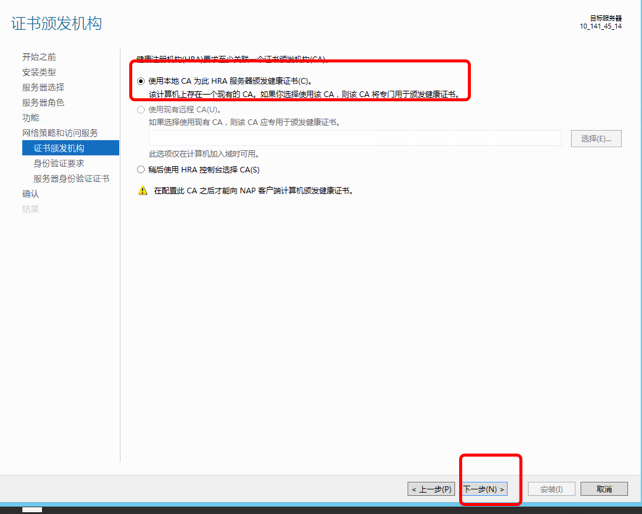 证书颁发机构
目标服务器
10_141_45_14
开始之前
安装类型
服务器选择
服务器角色
功能
网络策略和访问服务
证书颁发机构
身份验证要求
服务器身份验证证书
确认
结果
健康注册机构(HRA)要求至少关联一个证书颁发机构(CA)。
使用本地 CA 为此 HRA 服务器颁发健康证书(C)。
该计算机上存在一个现有的 CA。如果你选择使用该 CA，则该 CA 将专门用于颁发健康证书。
使用现有远程 CA(U)。
如果选择使用现有 CA，则该 CA 应专用于颁发健康证书。
选择(E)...
此选项仅在计算机加入域时可用。
稍后使用 HRA 控制台选择 CA(S)
在配置此 CA 之后才能向 NAP 客户端计算机颁发健康证书。
< 上一步(P)
下一步(N) >
安装(I)
取消